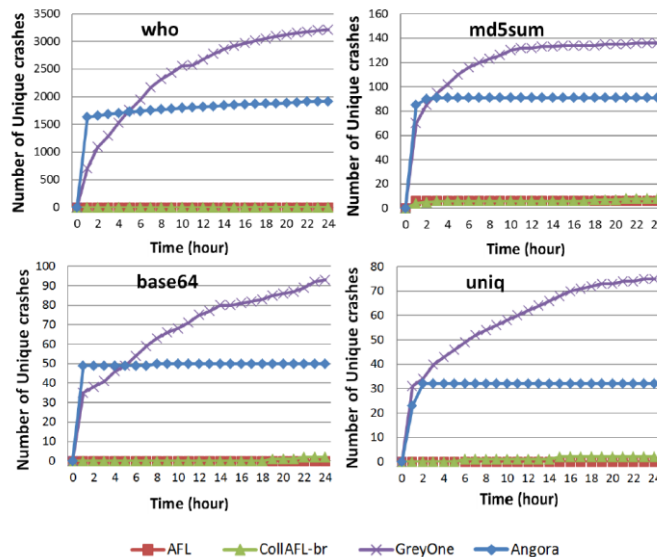 who
Number of Unique crashes
3500
3000
2500
2000
1500
1000
500
0
0 2 4 6 8 10 12 14 16 18 20 22 24
Time (hour)
md5sum
Number of Unique crashes
160
140
120
100
80
60
40
20
0
0 2 4 6 8 10 12 14 16 18 20 22 24
Time (hour)
base64
Number of Unique crashes
100
90
80
70
60
50
40
30
20
10
0
0 2 4 6 8 10 12 14 16 18 20 22 24
Time (hour)
uniq
Number of Unique crashes
80
70
60
50
40
30
20
10
0
0 2 4 6 8 10 12 14 16 18 20 22
Time (hour)
AFL CollAFL-br GreyOne Angora